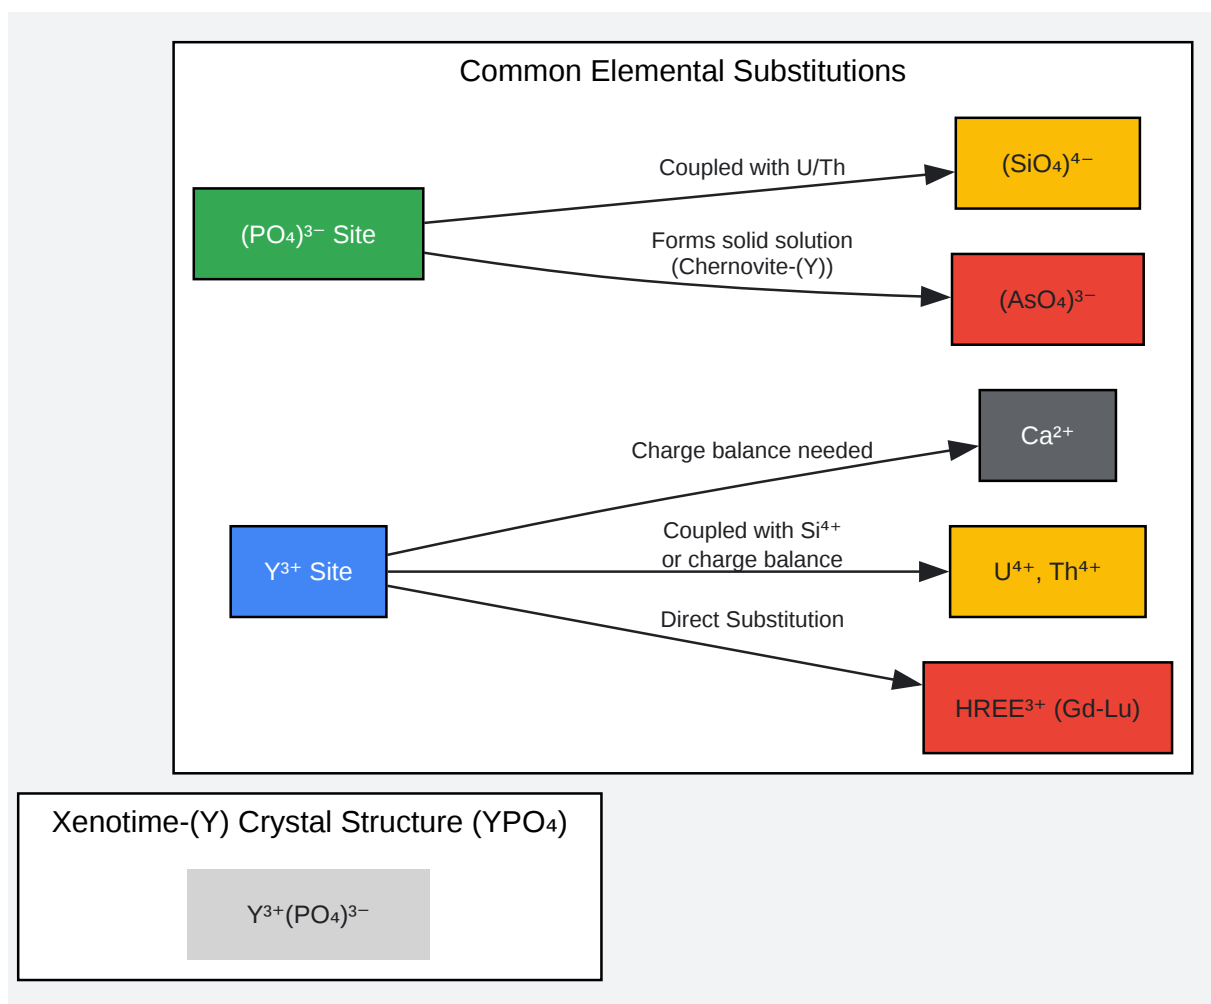 Common Elemental Substitutions
Coupled with U/Th
(SiO₄)⁴⁻
(PO₄)³⁻ Site
Forms solid solution
(Chernovite-(Y))
(AsO₄)³⁻
Ca²⁺
Charge balance needed
Coupled with Si⁴⁺
or charge balance
Y³⁺ Site
U⁴⁺, Th⁴⁺
Direct Substitution
HREE³⁺ (Gd-Lu)
Xenotime-(Y) Crystal Structure (YPO₄)
Y³⁺(PO₄)³⁻